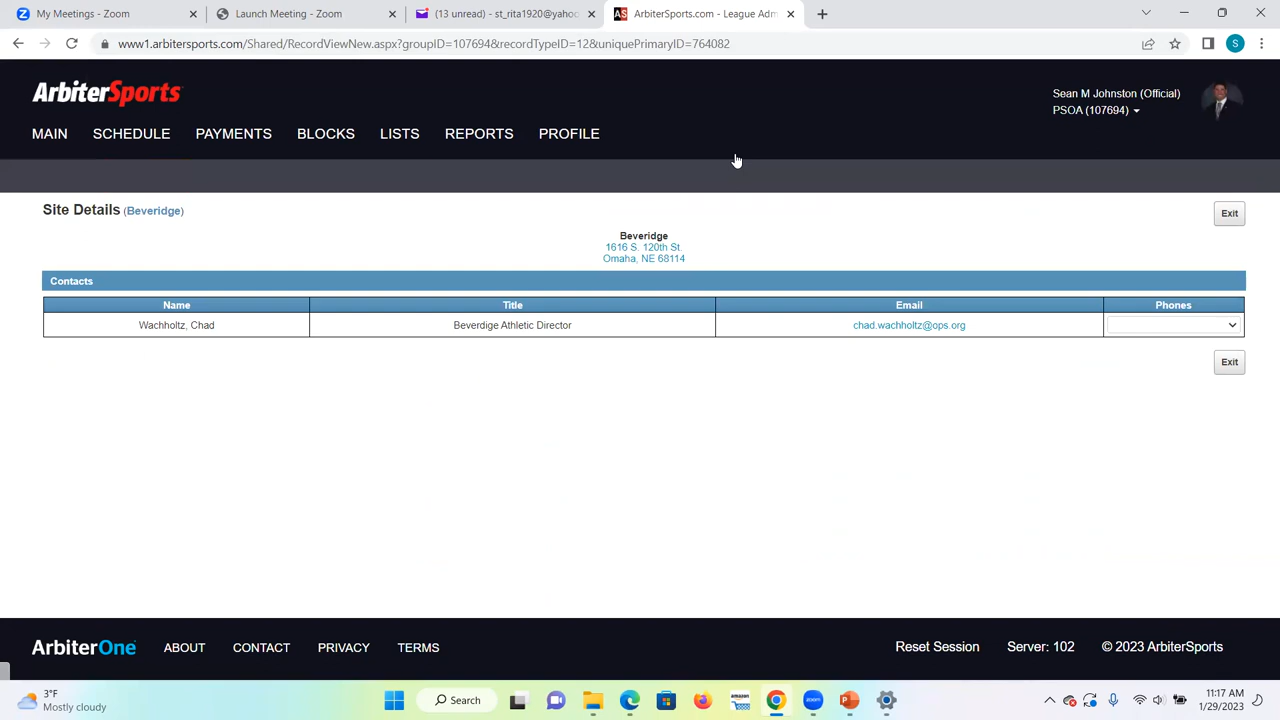 My Meetings - Zoom
Launch Meeting - Zoom
(13 unread) - st_rita1920@yahoo
ArbiterSports.com - League Adm
www1.arbitersports.com/Shared/RecordViewNew.aspx?groupID=107694&recordTypeID=12&uniquePrimaryID=764082
S
ArbiterSports
Sean M Johnston (Official)
PSOA (107694)
MAIN SCHEDULE PAYMENTS BLOCKS LISTS REPORTS PROFILE
Site Details (Beveridge)
Exit
Beveridge
1616 S. 120th St.
Omaha, NE 68114
Contacts
Name Title Email Phones
Wachholtz, Chad Beverdige Athletic Director chad.wachholtz@ops.org
Exit
ArbiterOne ABOUT CONTACT PRIVACY TERMS Reset Session Server: 102 © 2023 ArbiterSports
3°F
Mostly cloudy
Search
amazon
zoom
11:17 AM
1/29/2023